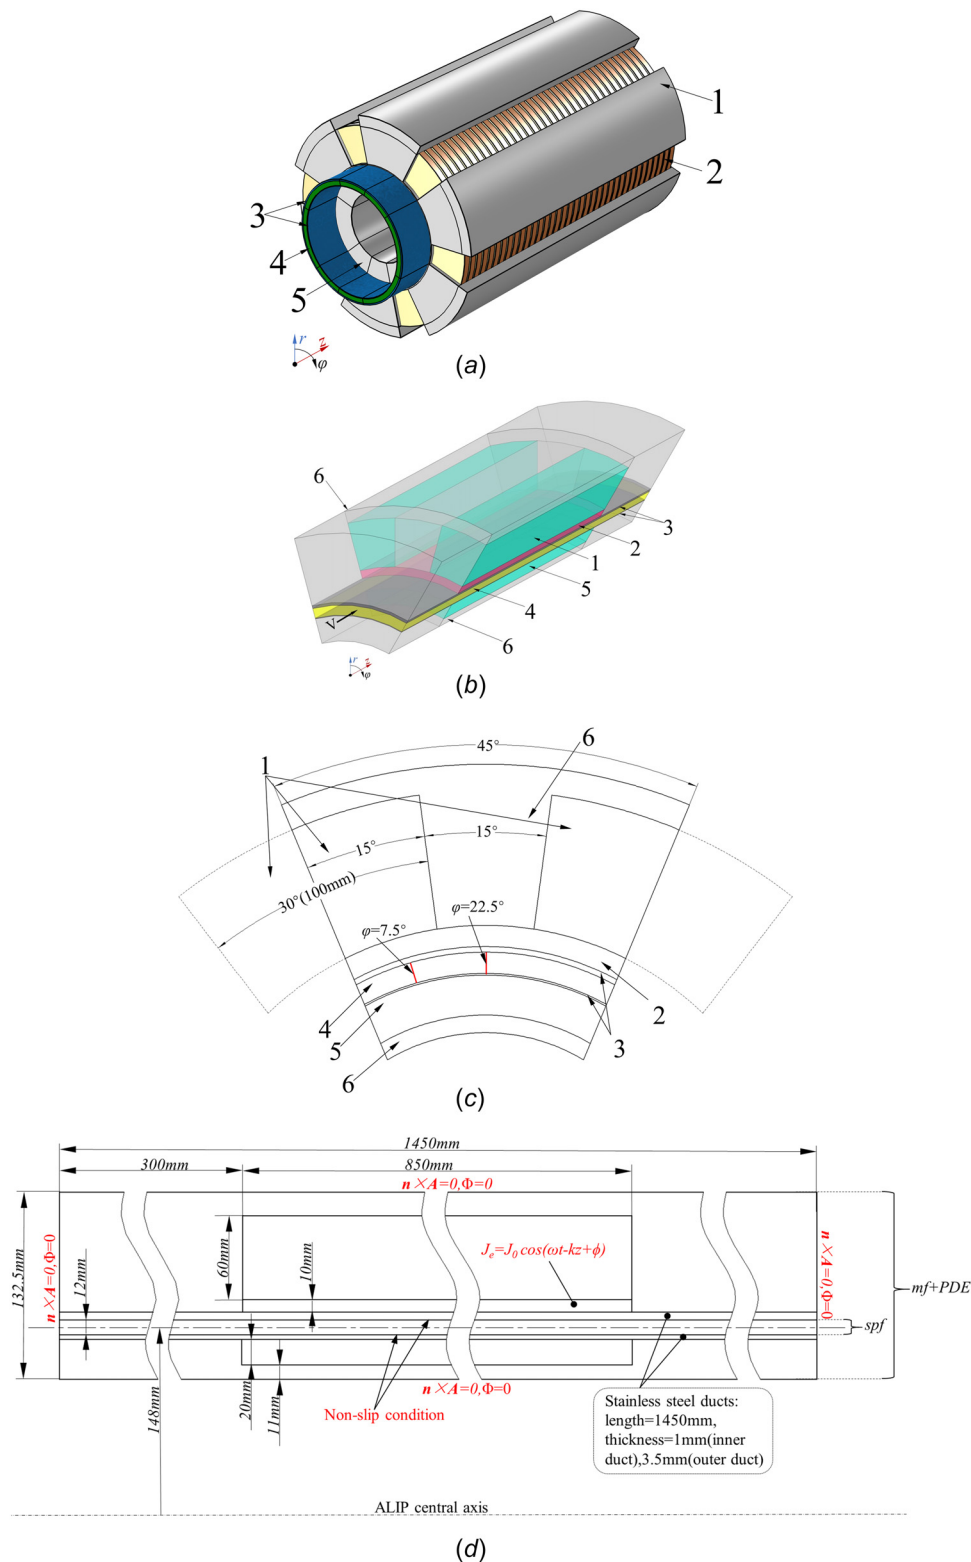 1
2
3
4
5
r
z
φ
(a)
6
3
2
1
5
4
V
6
r
z
φ
(b)
45°
6
1
15°
15°
30°(100mm)
φ=22.5°
φ=7.5°
4
2
5
3
6
(c)
1450mm
300mm
850mm
n×A=0,Φ=0
132.5mm
n×A=0,Φ=0
12mm
60mm
10mm
Jₑ=J₀ cos(ωt-kz+ϕ)
n×A=0,Φ=0
mf+PDE
spf
148mm
20mm
11mm
n×A=0,Φ=0
Non-slip condition
Stainless steel ducts:
length=1450mm,
thickness=1mm(inner
duct),3.5mm(outer duct)
ALIP central axis
(d)